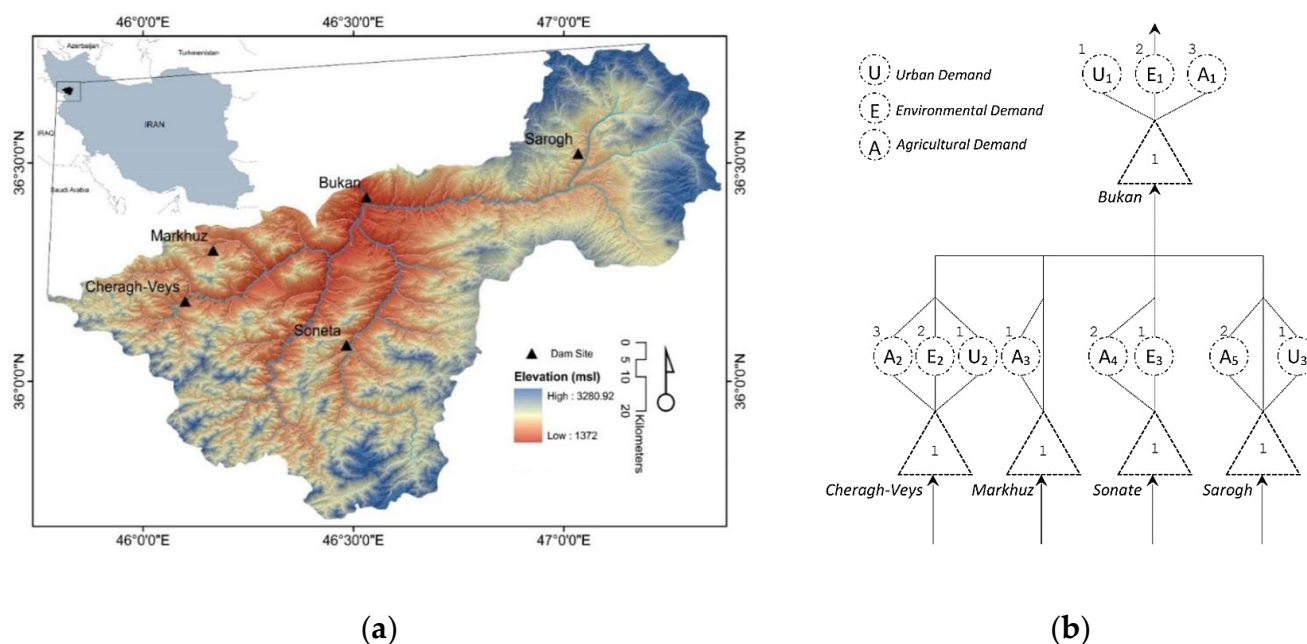 46°0'0"E 46°30'0"E 47°0'0"E
Azerbaijan
Turkmenistan
IRAQ
IRAN
Saudi Arabia
36°30'0"N
36°0'0"N
Sarogh
Bukan
Markhuz
Cheragh-Veys
Soneta
Dam Site
Elevation (msl)
High : 3280.92
Low : 1372
0
5
10
20
Kilometers
36°30'0"N
36°0'0"N
46°0'0"E 46°30'0"E 47°0'0"E
(a)
U Urban Demand
E Environmental Demand
A Agricultural Demand
1 2 3
U1 E1 A1
1
Bukan
3 2 1 1 2 1 2 1
A2 E2 U2 A3 A4 E3 A5 U3
1 1 1 1
Cheragh-Veys Markhuz Sonate Sarogh
(b)